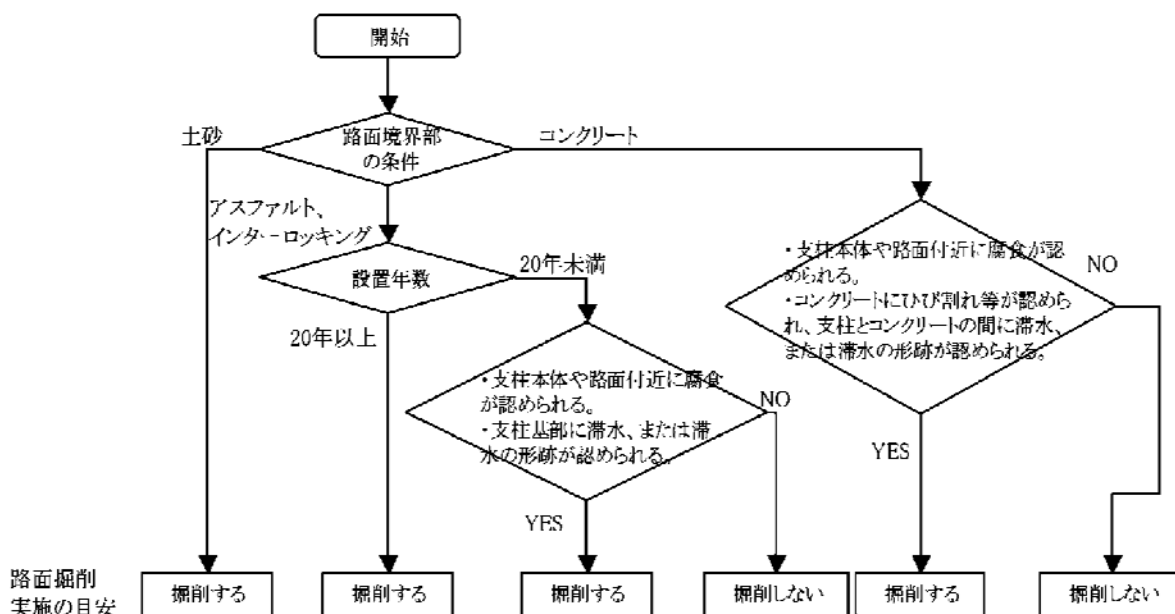 開始
土砂
路面境界部
の条件
コンクリート
アスファルト、
インターロッキング
設置年数
20年未満
20年以上
・支柱本体や路面付近に腐食が認
められる。
・コンクリートにひび割れ等が認めら
れ、支柱とコンクリートの間に滞水、
または滞水の形跡が認められる。
NO
・支柱本体や路面付近に腐食
が認められる。
・支柱基部に滞水、または滞
水の形跡が認められる。
NO
YES
YES
路面掘削
実施の目安
掘削する
掘削する
掘削する
掘削しない
掘削する
掘削しない